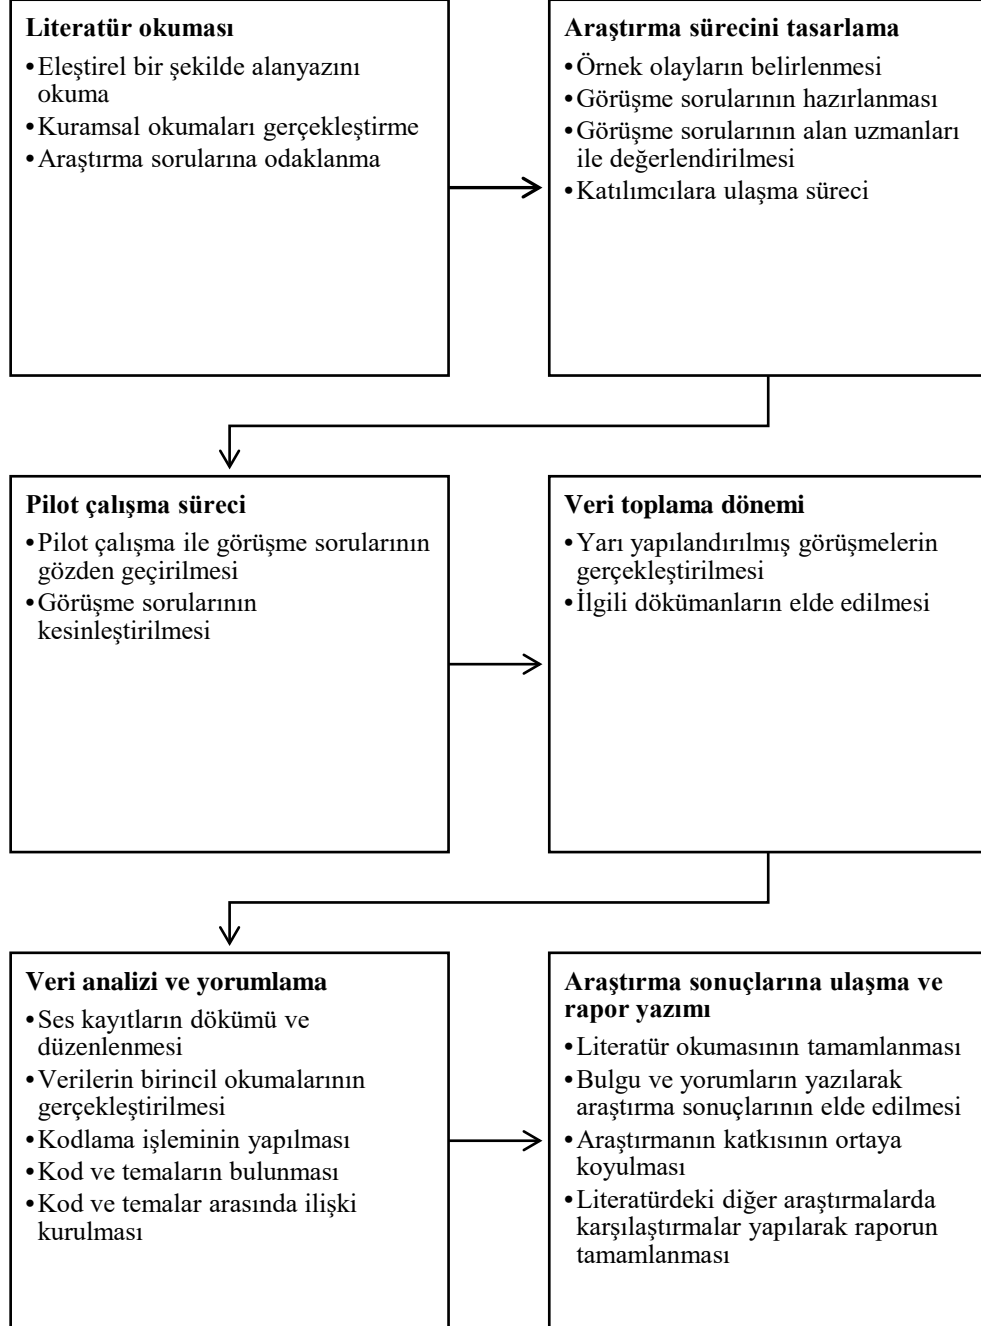 Literatür okuması
•Eleştirel bir şekilde alanyazını
okuma
•Kuramsal okumaları gerçekleştirme
•Araştırma sorularına odaklanma
Araştırma sürecini tasarlama
•Örnek olayların belirlenmesi
•Görüşme sorularının hazırlanması
•Görüşme sorularının alan uzmanları
ile değerlendirilmesi
•Katılımcılara ulaşma süreci
Pilot çalışma süreci
•Pilot çalışma ile görüşme sorularının
gözden geçirilmesi
•Görüşme sorularının
kesinleştirilmesi
Veri toplama dönemi
•Yarı yapılandırılmış görüşmelerin
gerçekleştirilmesi
•İlgili dökümanların elde edilmesi
Veri analizi ve yorumlama
•Ses kayıtların dökümü ve
düzenlenmesi
•Verilerin birincil okumalarının
gerçekleştirilmesi
•Kodlama işleminin yapılması
•Kod ve temaların bulunması
•Kod ve temalar arasında ilişki
kurulması
Araştırma sonuçlarına ulaşma ve
rapor yazımı
•Literatür okumasının tamamlanması
•Bulgu ve yorumların yazılarak
araştırma sonuçlarının elde edilmesi
•Araştırmanın katkısının ortaya
koyulması
•Literatürdeki diğer araştırmalarda
karşılaştırmalar yapılarak raporun
tamamlanması